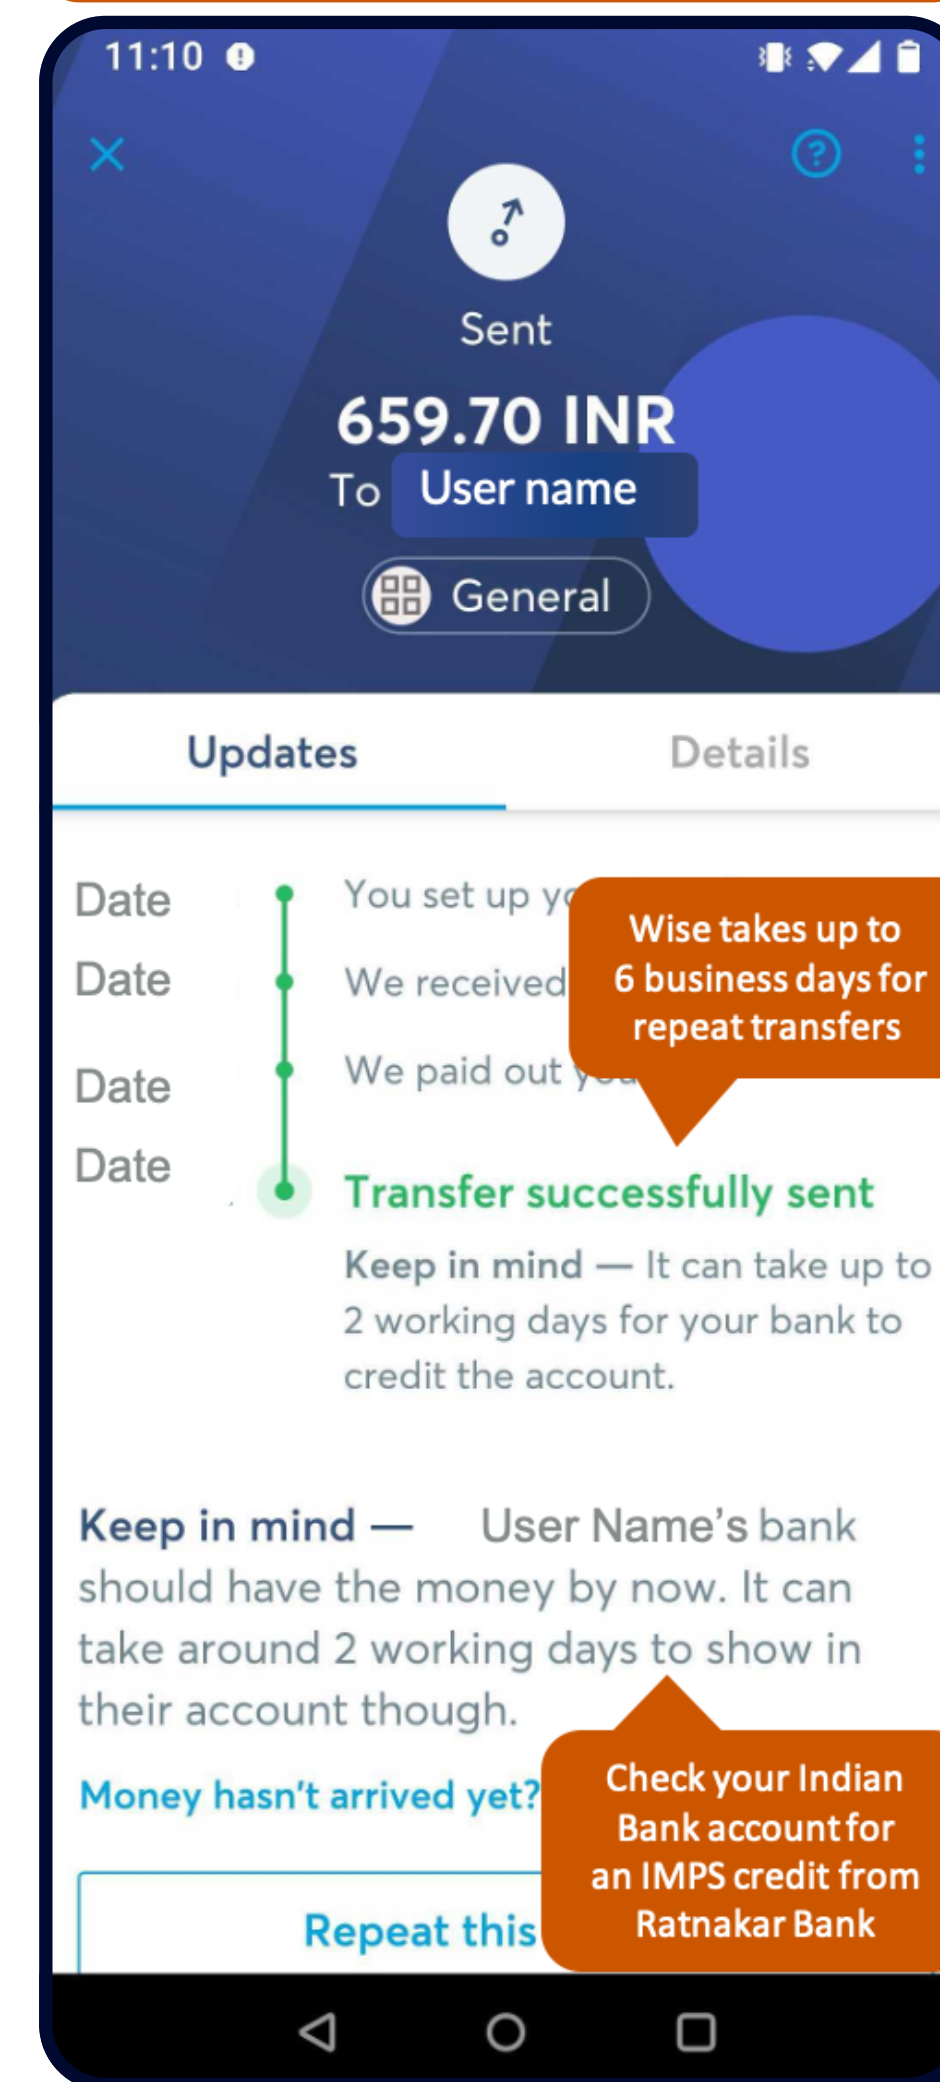 11:10
Sent
659.70 INR
To User name
General
Updates Details
Date You set up
Date We received
Date We paid out
Date
Wise takes up to
6 business days for
repeat transfers
Transfer successfully sent
Keep in mind — It can take up to
2 working days for your bank to
credit the account.
Keep in mind — User Name's bank
should have the money by now. It can
take around 2 working days to show in
their account though.
Money hasn't arrived yet?
Repeat this
Check your Indian
Bank account for
an IMPS credit from
Ratnakar Bank